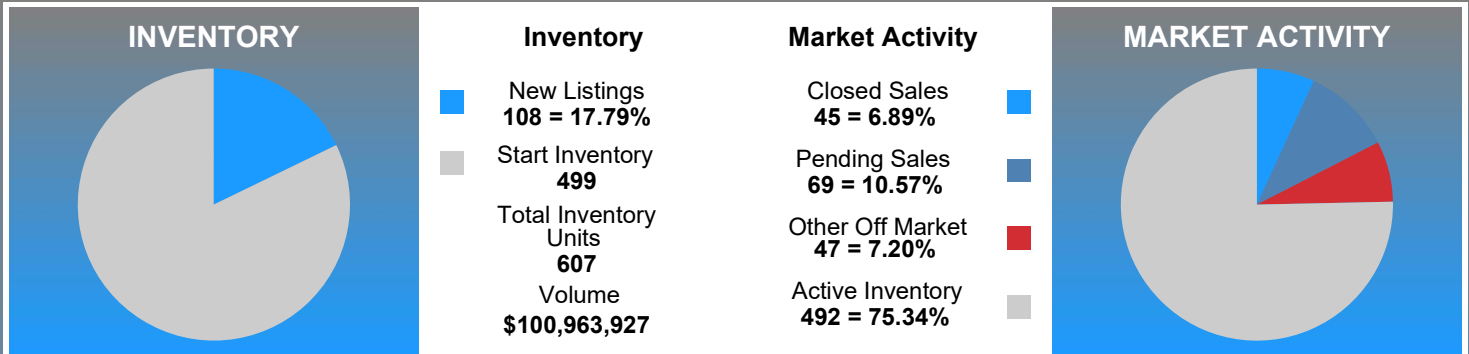 INVENTORY
Inventory
New Listings
108 = 17.79%
Start Inventory
499
Total Inventory
Units
607
Volume
$100,963,927
Market Activity
Closed Sales
45 = 6.89%
Pending Sales
69 = 10.57%
Other Off Market
47 = 7.20%
Active Inventory
492 = 75.34%
MARKET ACTIVITY